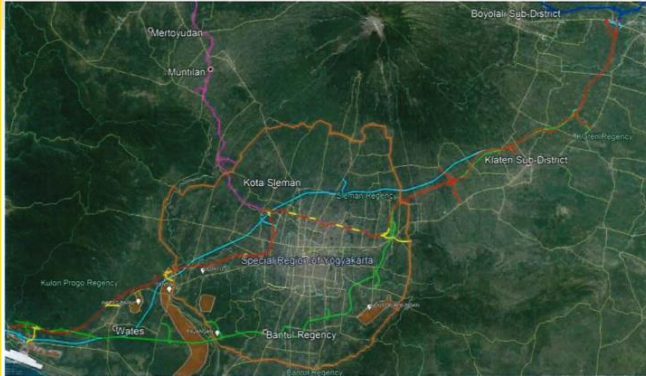 Boyolali Sub-District
Mertoyudan
Muntilan
Klaten Regency
Klaten Sub-District
Kota Sleman
Sleman Regency
Special Region of Yogyakarta
Kulon Progo Regency
Wates
Bantul Regency
Bantul Regency